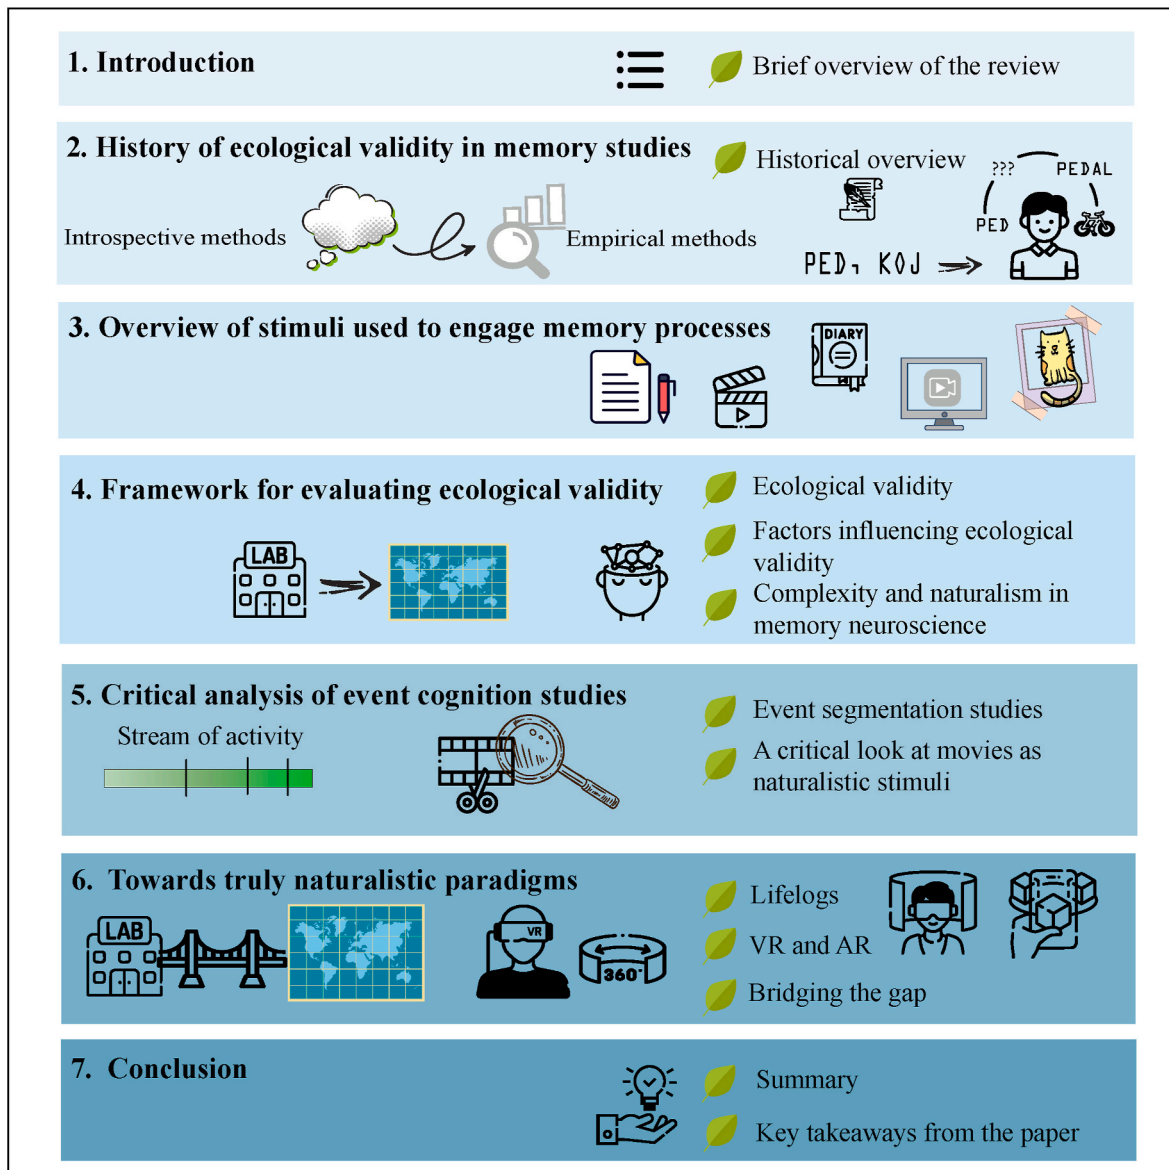 1. Introduction
Brief overview of the review
2. History of ecological validity in memory studies
Historical overview
Introspective methods
Empirical methods
PED, KOJ
PED
???
PEDAL
3. Overview of stimuli used to engage memory processes
DIARY
4. Framework for evaluating ecological validity
LAB
Ecological validity
Factors influencing ecological
validity
Complexity and naturalism in
memory neuroscience
5. Critical analysis of event cognition studies
Stream of activity
Event segmentation studies
A critical look at movies as
naturalistic stimuli
6. Towards truly naturalistic paradigms
LAB
VR
360°
Lifelogs
VR and AR
Bridging the gap
7. Conclusion
Summary
Key takeaways from the paper